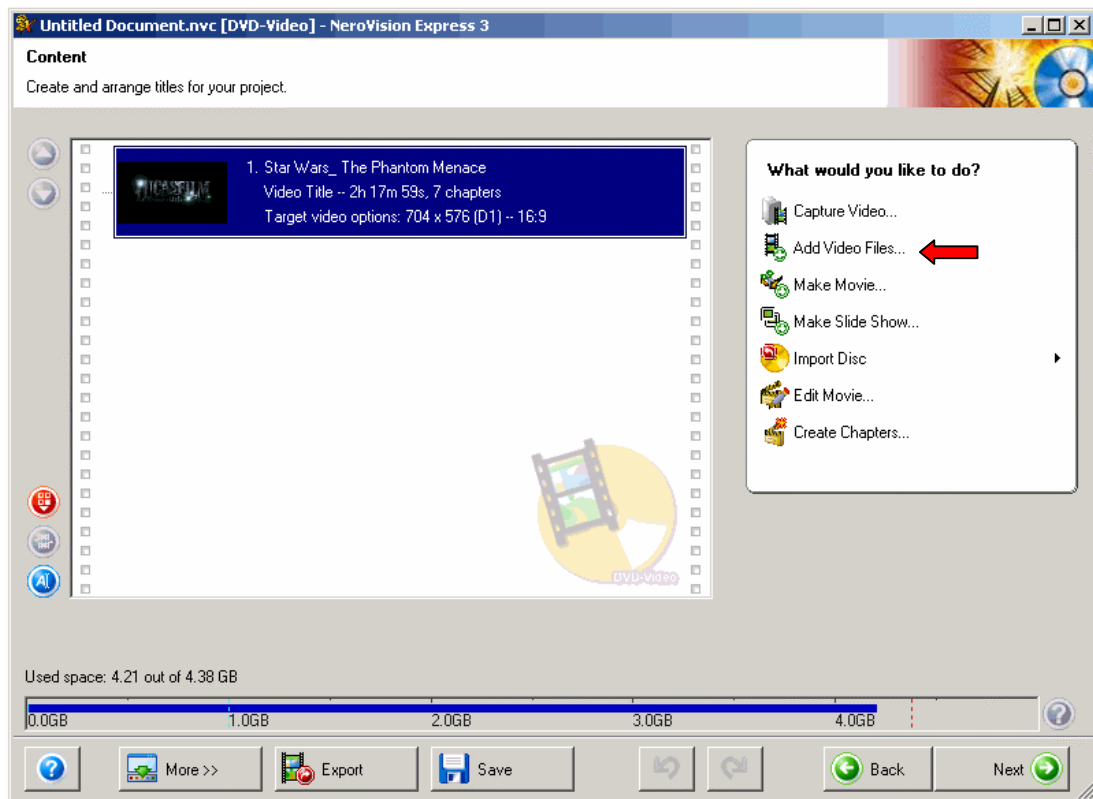 Untitled Document.nvc [DVD-Video] - NeroVision Express 3
Content
Create and arrange titles for your project.
LUCASFILM
1. Star Wars_ The Phantom Menace
Video Title -- 2h 17m 59s, 7 chapters
Target video options: 704 x 576 (D1) -- 16:9
What would you like to do?
Capture Video...
Add Video Files...
Make Movie...
Make Slide Show...
Import Disc
Edit Movie...
Create Chapters...
DVD-Video
Used space: 4.21 out of 4.38 GB
0.0GB 1.0GB 2.0GB 3.0GB 4.0GB
More >> Export Save Back Next